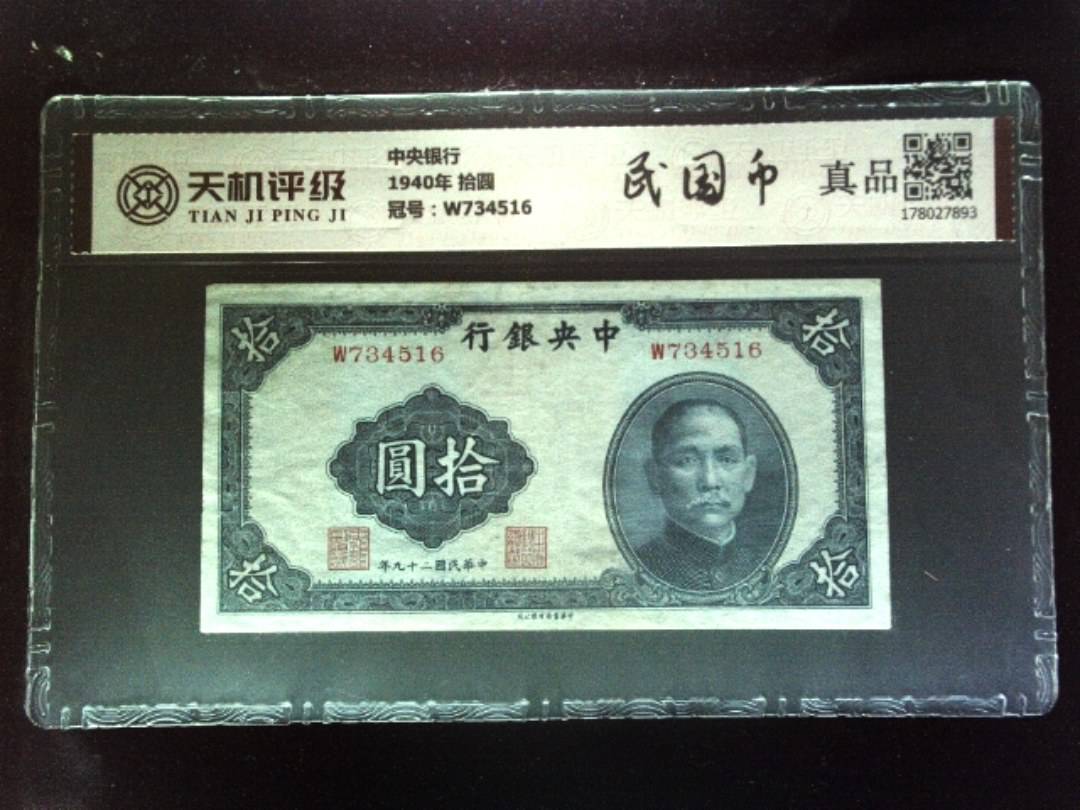 天机评级
TIAN JI PING JI
中央银行
1940年 拾圆
冠号：W734516
民国币
真品
178027893
行銀央中
W734516
W734516
拾
拾
圓拾
年九十二國民華中
拾
拾